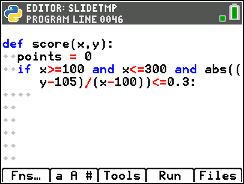 EDITOR: SLIDETMP
PROGRAM LINE 0046
def score(x,y):
points = 0
if x>=100 and x<=300 and abs((
y-105)/(x-100))<=0.3:
Fns… a A # Tools Run Files